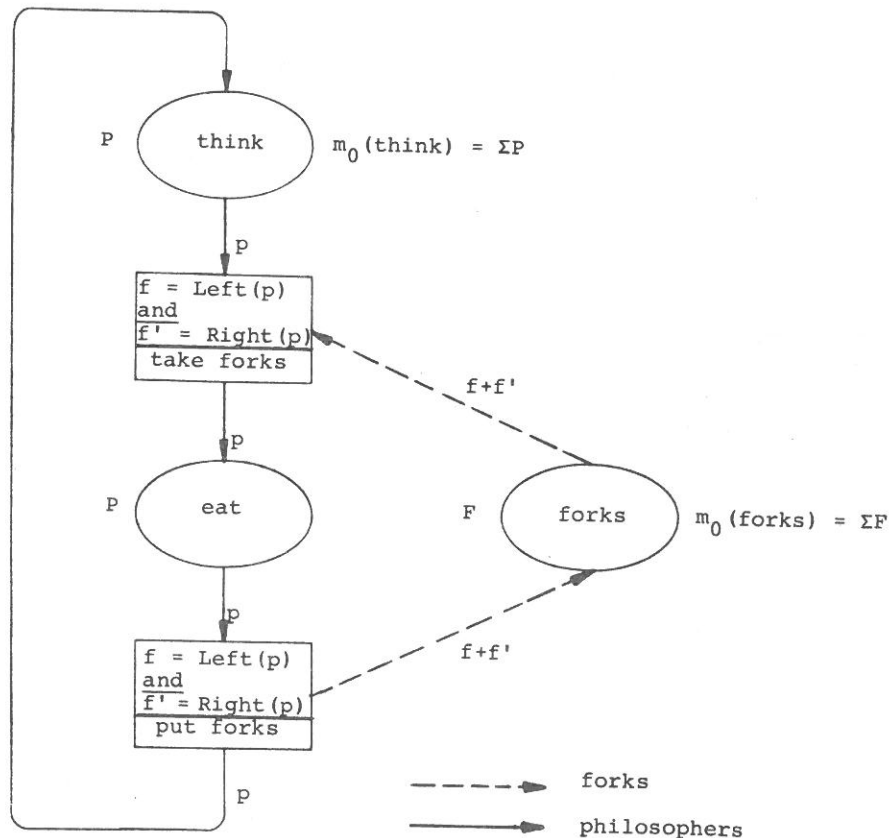 P
think
m0(think) = ΣP
p
f = Left(p)
and
f' = Right(p)
take forks
f+f'
p
P
eat
F
forks
m0(forks) = ΣF
p
f = Left(p)
and
f' = Right(p)
put forks
f+f'
p
forks
philosophers